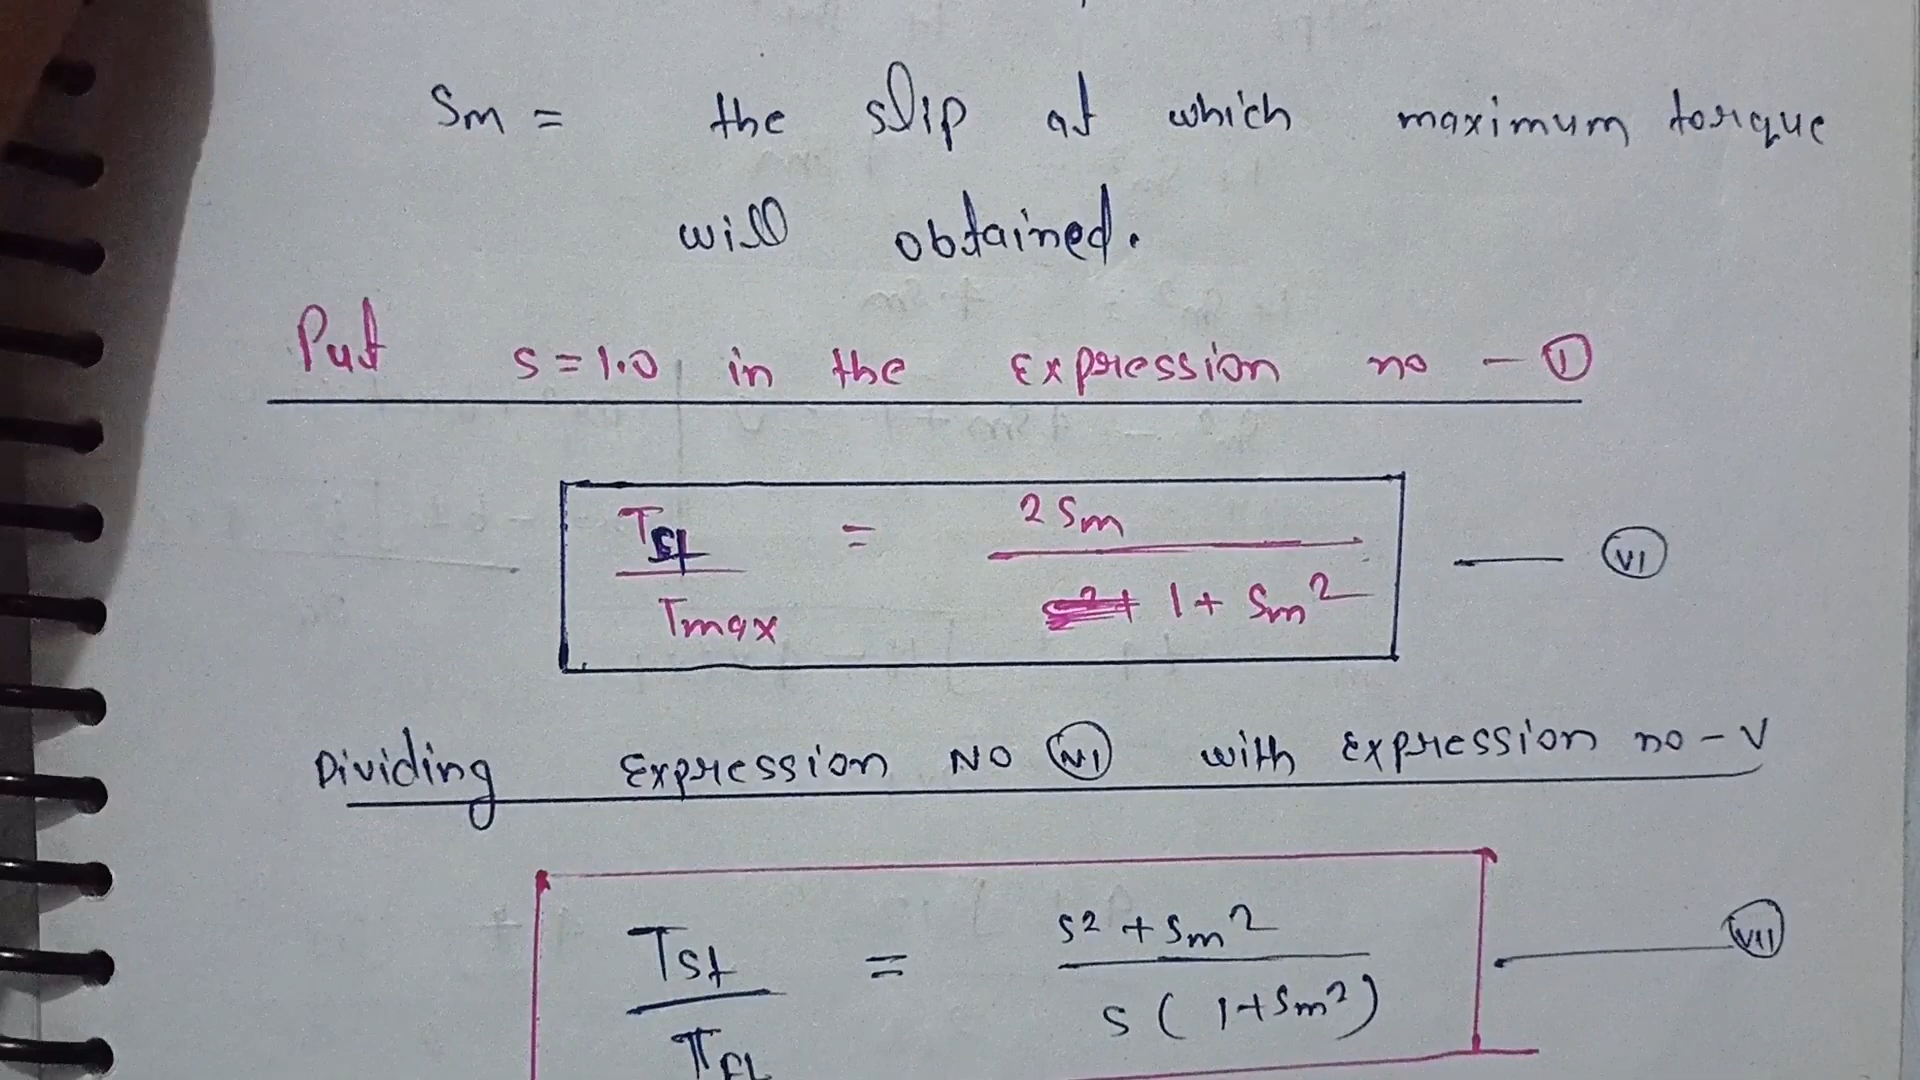 Sm = the slip at which maximum torque
will obtained.
Put s = 1.0 in the Expression no - I
Tst / Tmax = 2 Sm / 1 + Sm² — VI
Dividing Expression NO VI with Expression no - V
Tst / TFL = s² + Sm² / s ( 1 + Sm² ) — VII